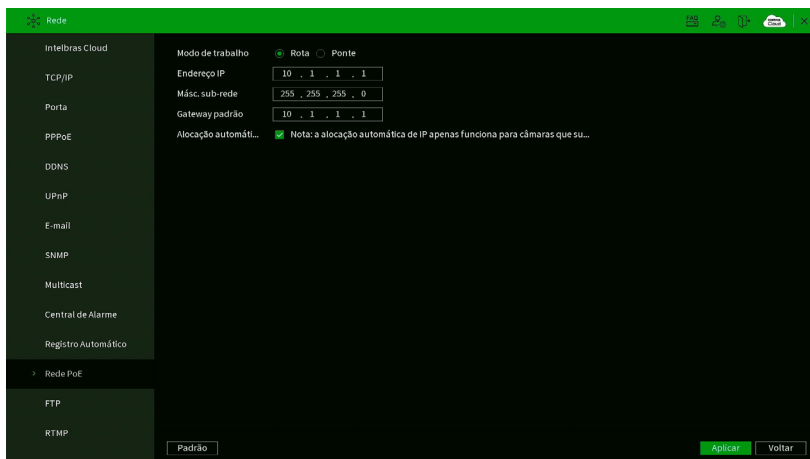 Rede
FAQ
Cloud
Intelbras Cloud
TCP/IP
Porta
PPPoE
DDNS
UPnP
E-mail
SNMP
Multicast
Central de Alarme
Registro Automático
Rede PoE
FTP
RTMP
Modo de trabalho Rota Ponte
Endereço IP 10 . 1 . 1 . 1
Másc. sub-rede 255 . 255 . 255 . 0
Gateway padrão 10 . 1 . 1 . 1
Alocação automáti... Nota: a alocação automática de IP apenas funciona para câmaras que su...
Padrão Aplicar Voltar